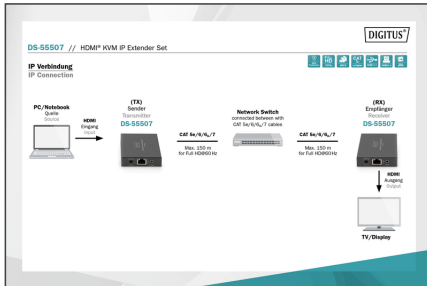 DIGITUS®
DS-55507 // HDMI® KVM IP Extender Set
IP Verbindung
IP Connection
PC/Notebook
Quelle
Source
HDMI
Eingang
Input
(TX)
Sender
Transmitter
DS-55507
CAT 5e/6/6A/7
Max. 150 m
for Full HD@60Hz
Network Switch
connected between with
CAT 5e/6/6A/7 cables
CAT 5e/6/6A/7
Max. 150 m
for Full HD@60Hz
(RX)
Empfänger
Receiver
DS-55507
HDMI
Ausgang
Output
TV/Display